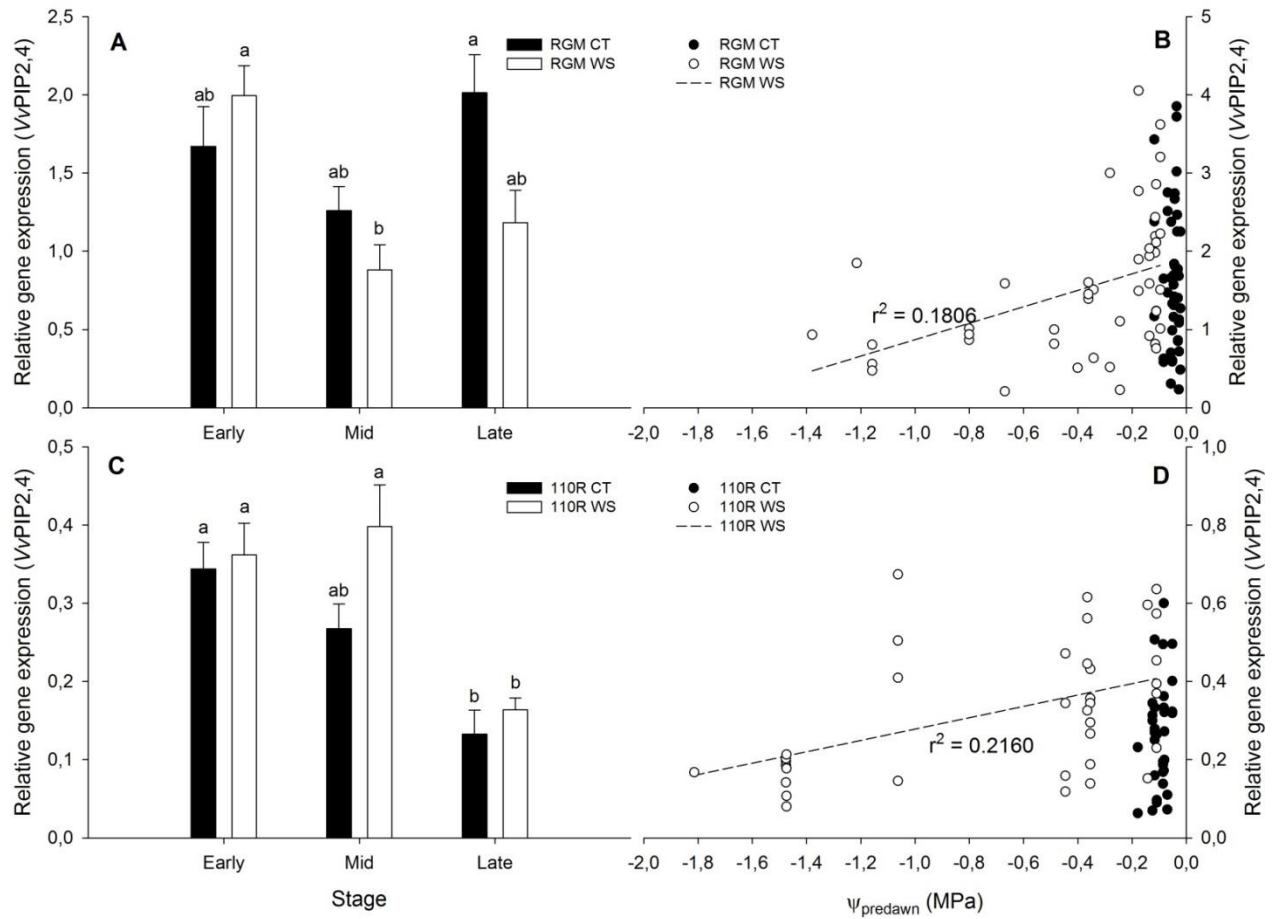 A
B
RGM CT
RGM WS
RGM CT
RGM WS
RGM WS
Relative gene expression (VvPIP2,4)
2,5
2,0
1,5
1,0
0,5
0,0
ab
a
ab
b
a
ab
Early
Mid
Late
r² = 0.1806
5
4
3
2
1
0
Relative gene expression (VvPIP2,4)
-2,0
-1,8
-1,6
-1,4
-1,2
-1,0
-0,8
-0,6
-0,4
-0,2
0,0
C
D
110R CT
110R WS
110R CT
110R WS
110R WS
Relative gene expression (VvPIP2,4)
0,5
0,4
0,3
0,2
0,1
0,0
a
a
ab
a
b
b
Early
Mid
Late
Stage
r² = 0.2160
1,0
0,8
0,6
0,4
0,2
0,0
Relative gene expression (VvPIP2,4)
-2,0
-1,8
-1,6
-1,4
-1,2
-1,0
-0,8
-0,6
-0,4
-0,2
0,0
Ψpredawn (MPa)